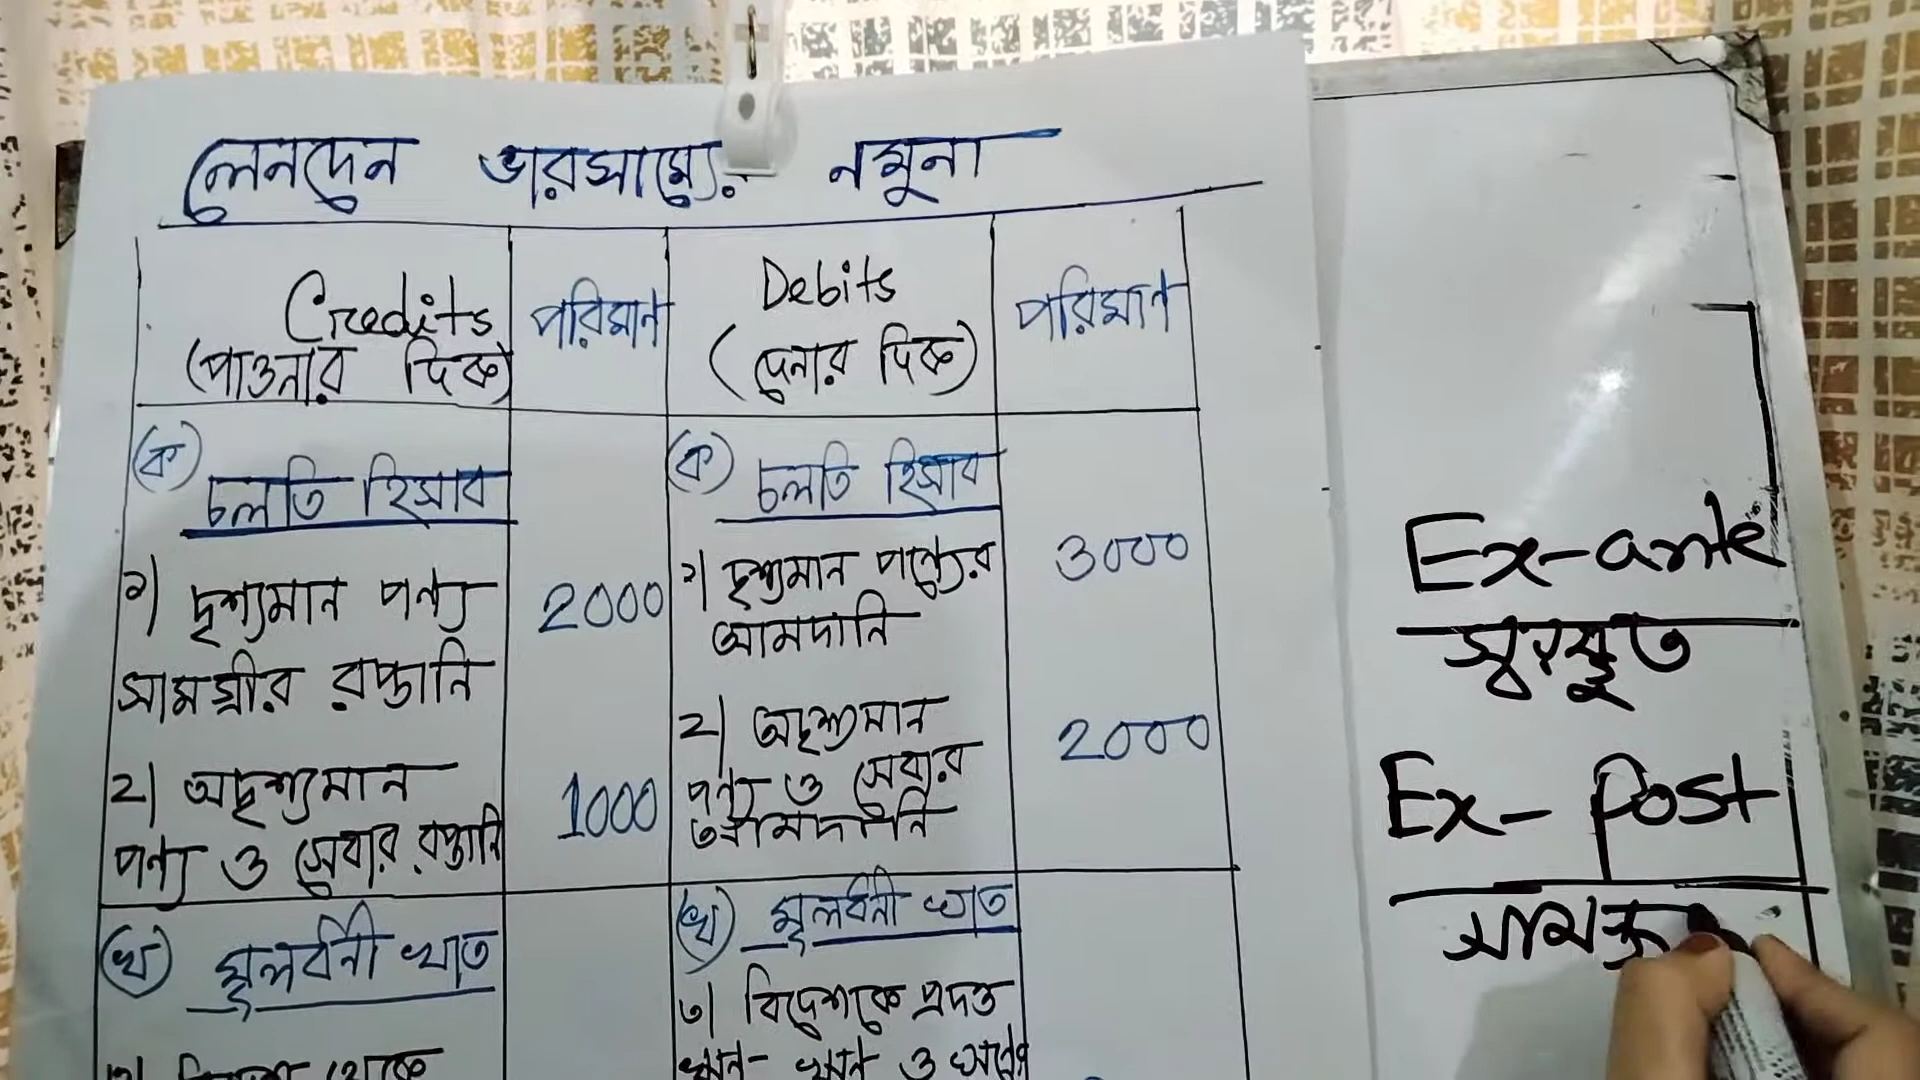 লেনদেন ভারসাম্যের নমুনা
Credits
(পাওনার দিক)
পরিমান
Debits
(দেনার দিক)
পরিমান
(ক) চলতি হিসাব
১) দৃশ্যমান পণ্য
সামগ্রীর রপ্তানি
2000
২) অদৃশ্যমান
পণ্য ও সেবার রপ্তানি
1000
(ক) চলতি হিসাব
১) দৃশ্যমান পণ্যের
আমদানি
3000
২) অদৃশ্যমান
পণ্য ও সেবার
আমদানি
2000
(খ) মূলধনী খাত
(খ) মূলধনী খাত
৩) বিদেশকে প্রদত্ত
Ex-ante
স্বয়ম্ভূত
Ex-Post